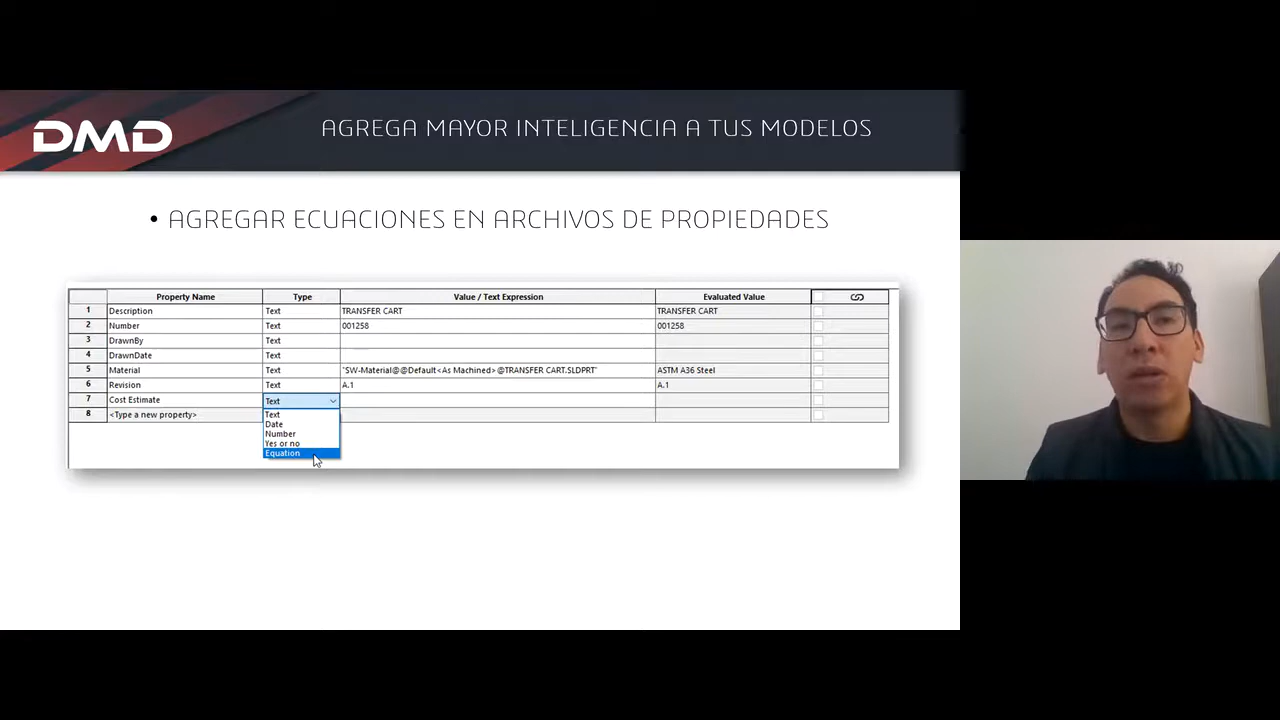 DMD
AGREGA MAYOR INTELIGENCIA A TUS MODELOS
• AGREGAR ECUACIONES EN ARCHIVOS DE PROPIEDADES
Property Name Type Value / Text Expression Evaluated Value
1 Description Text TRANSFER CART TRANSFER CART
2 Number Text 001258 001258
3 DrawnBy Text
4 DrawnDate Text
5 Material Text "SW-Material@@Default<As Machined>@TRANSFER CART.SLDPRT" ASTM A36 Steel
6 Revision Text A.1 A.1
7 Cost Estimate Text
8 <Type a new property>
Text
Date
Number
Yes or no
Equation